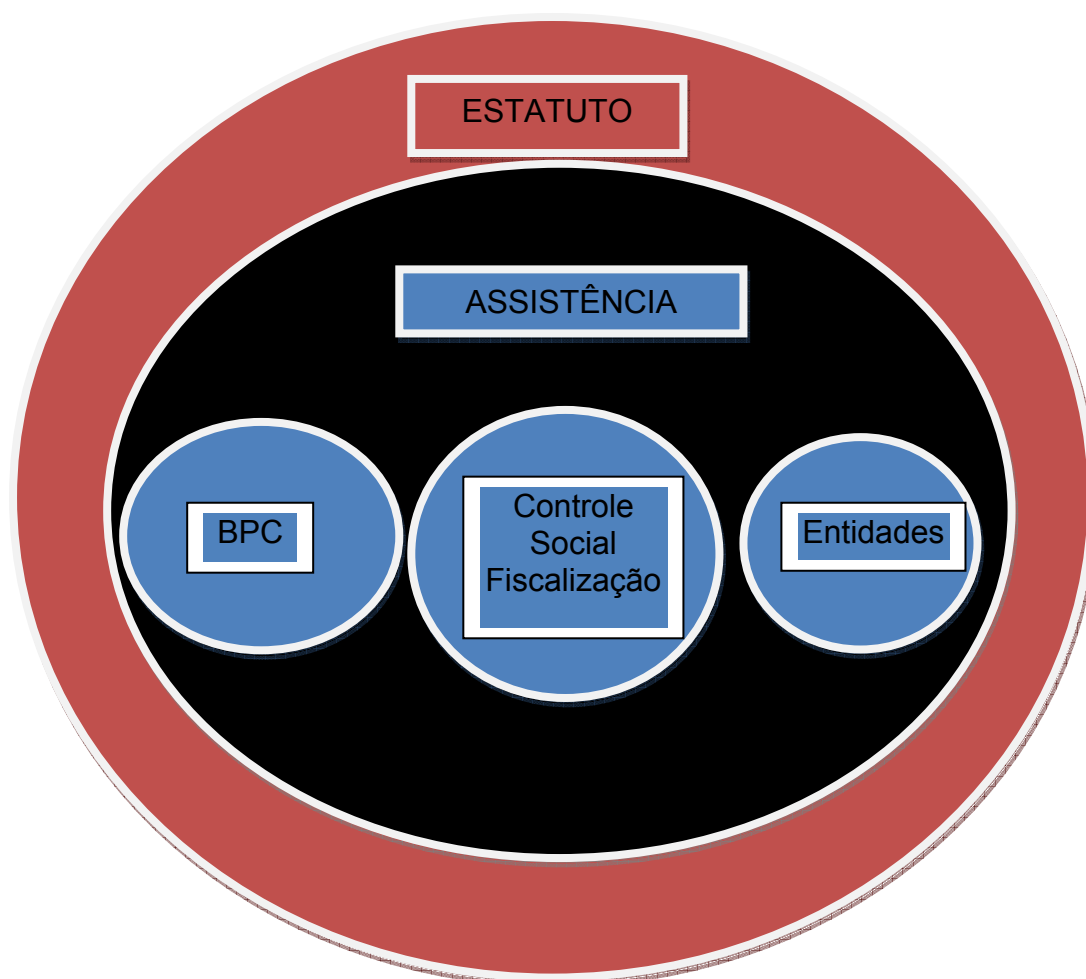 ESTATUTO
ASSISTÊNCIA
BPC
Controle
Social
Fiscalização
Entidades